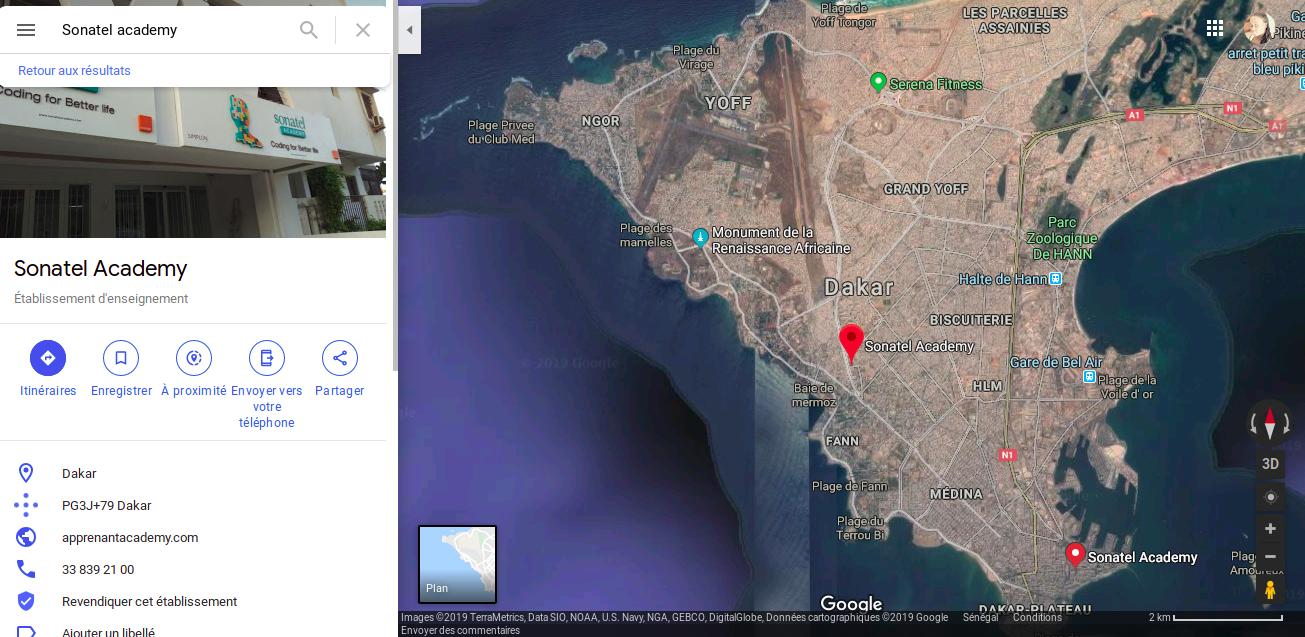 Sonatel academy
Retour aux résultats
Coding for Better life
sonatel
ACADEMY
Coding for Better life
Sonatel Academy
Établissement d'enseignement
Itinéraires
Enregistrer
À proximité
Envoyer vers
votre
téléphone
Partager
Dakar
PG3J+79 Dakar
apprenantacademy.com
33 839 21 00
Revendiquer cet établissement
Ajouter un libellé
Plage de
Yoff Tongor
LES PARCELLES
ASSAINIES
Plage du
Virage
arret petit tra
bleu piki
Serena Fitness
YOFF
A1
N1
A1
NGOR
Plage Privee
du Club Med
GRAND YOFF
Parc
Zoologique
De HANN
Plage des
mamelles
Monument de la
Renaissance Africaine
Halte de Hann
Dakar
BISCUITERIE
© 2019 Google
Sonatel Academy
Gare de Bel Air
Plage de la
Voile d' or
HLM
Baie de
mermoz
FANN
N1
3D
Plage de Fann
MÉDINA
Plage du
Terrou Bi
Sonatel Academy
Plan
Google
DAKAR-PLATEAU
Images ©2019 TerraMetrics, Data SIO, NOAA, U.S. Navy, NGA, GEBCO, DigitalGlobe, Données cartographiques ©2019 Google
Sénégal
Conditions
2 km
Envoyer des commentaires